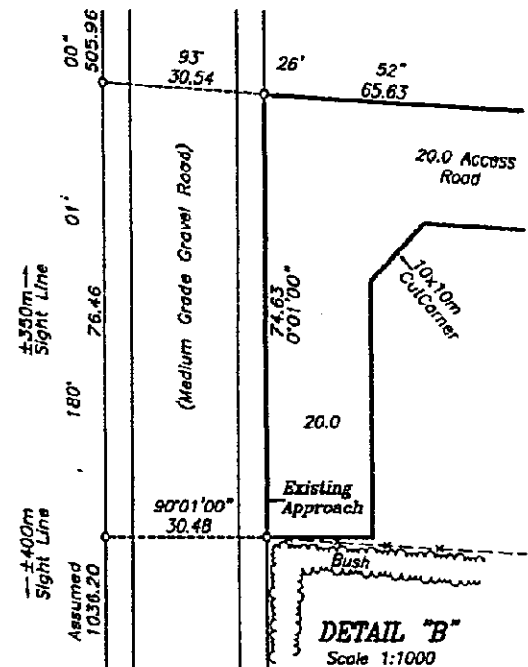 00"
505.96
93°
30.54
26'
52"
65.63
20.0 Access
Road
01'
(Medium Grade Gravel Road)
10x10m
CutCorner
±350m
Sight Line
76.46
74.63
0°01'00"
180°
20.0
Existing
Approach
90°01'00"
30.48
±400m
Sight Line
Assumed
1036.20
Bush
DETAIL "B"
Scale 1:1000